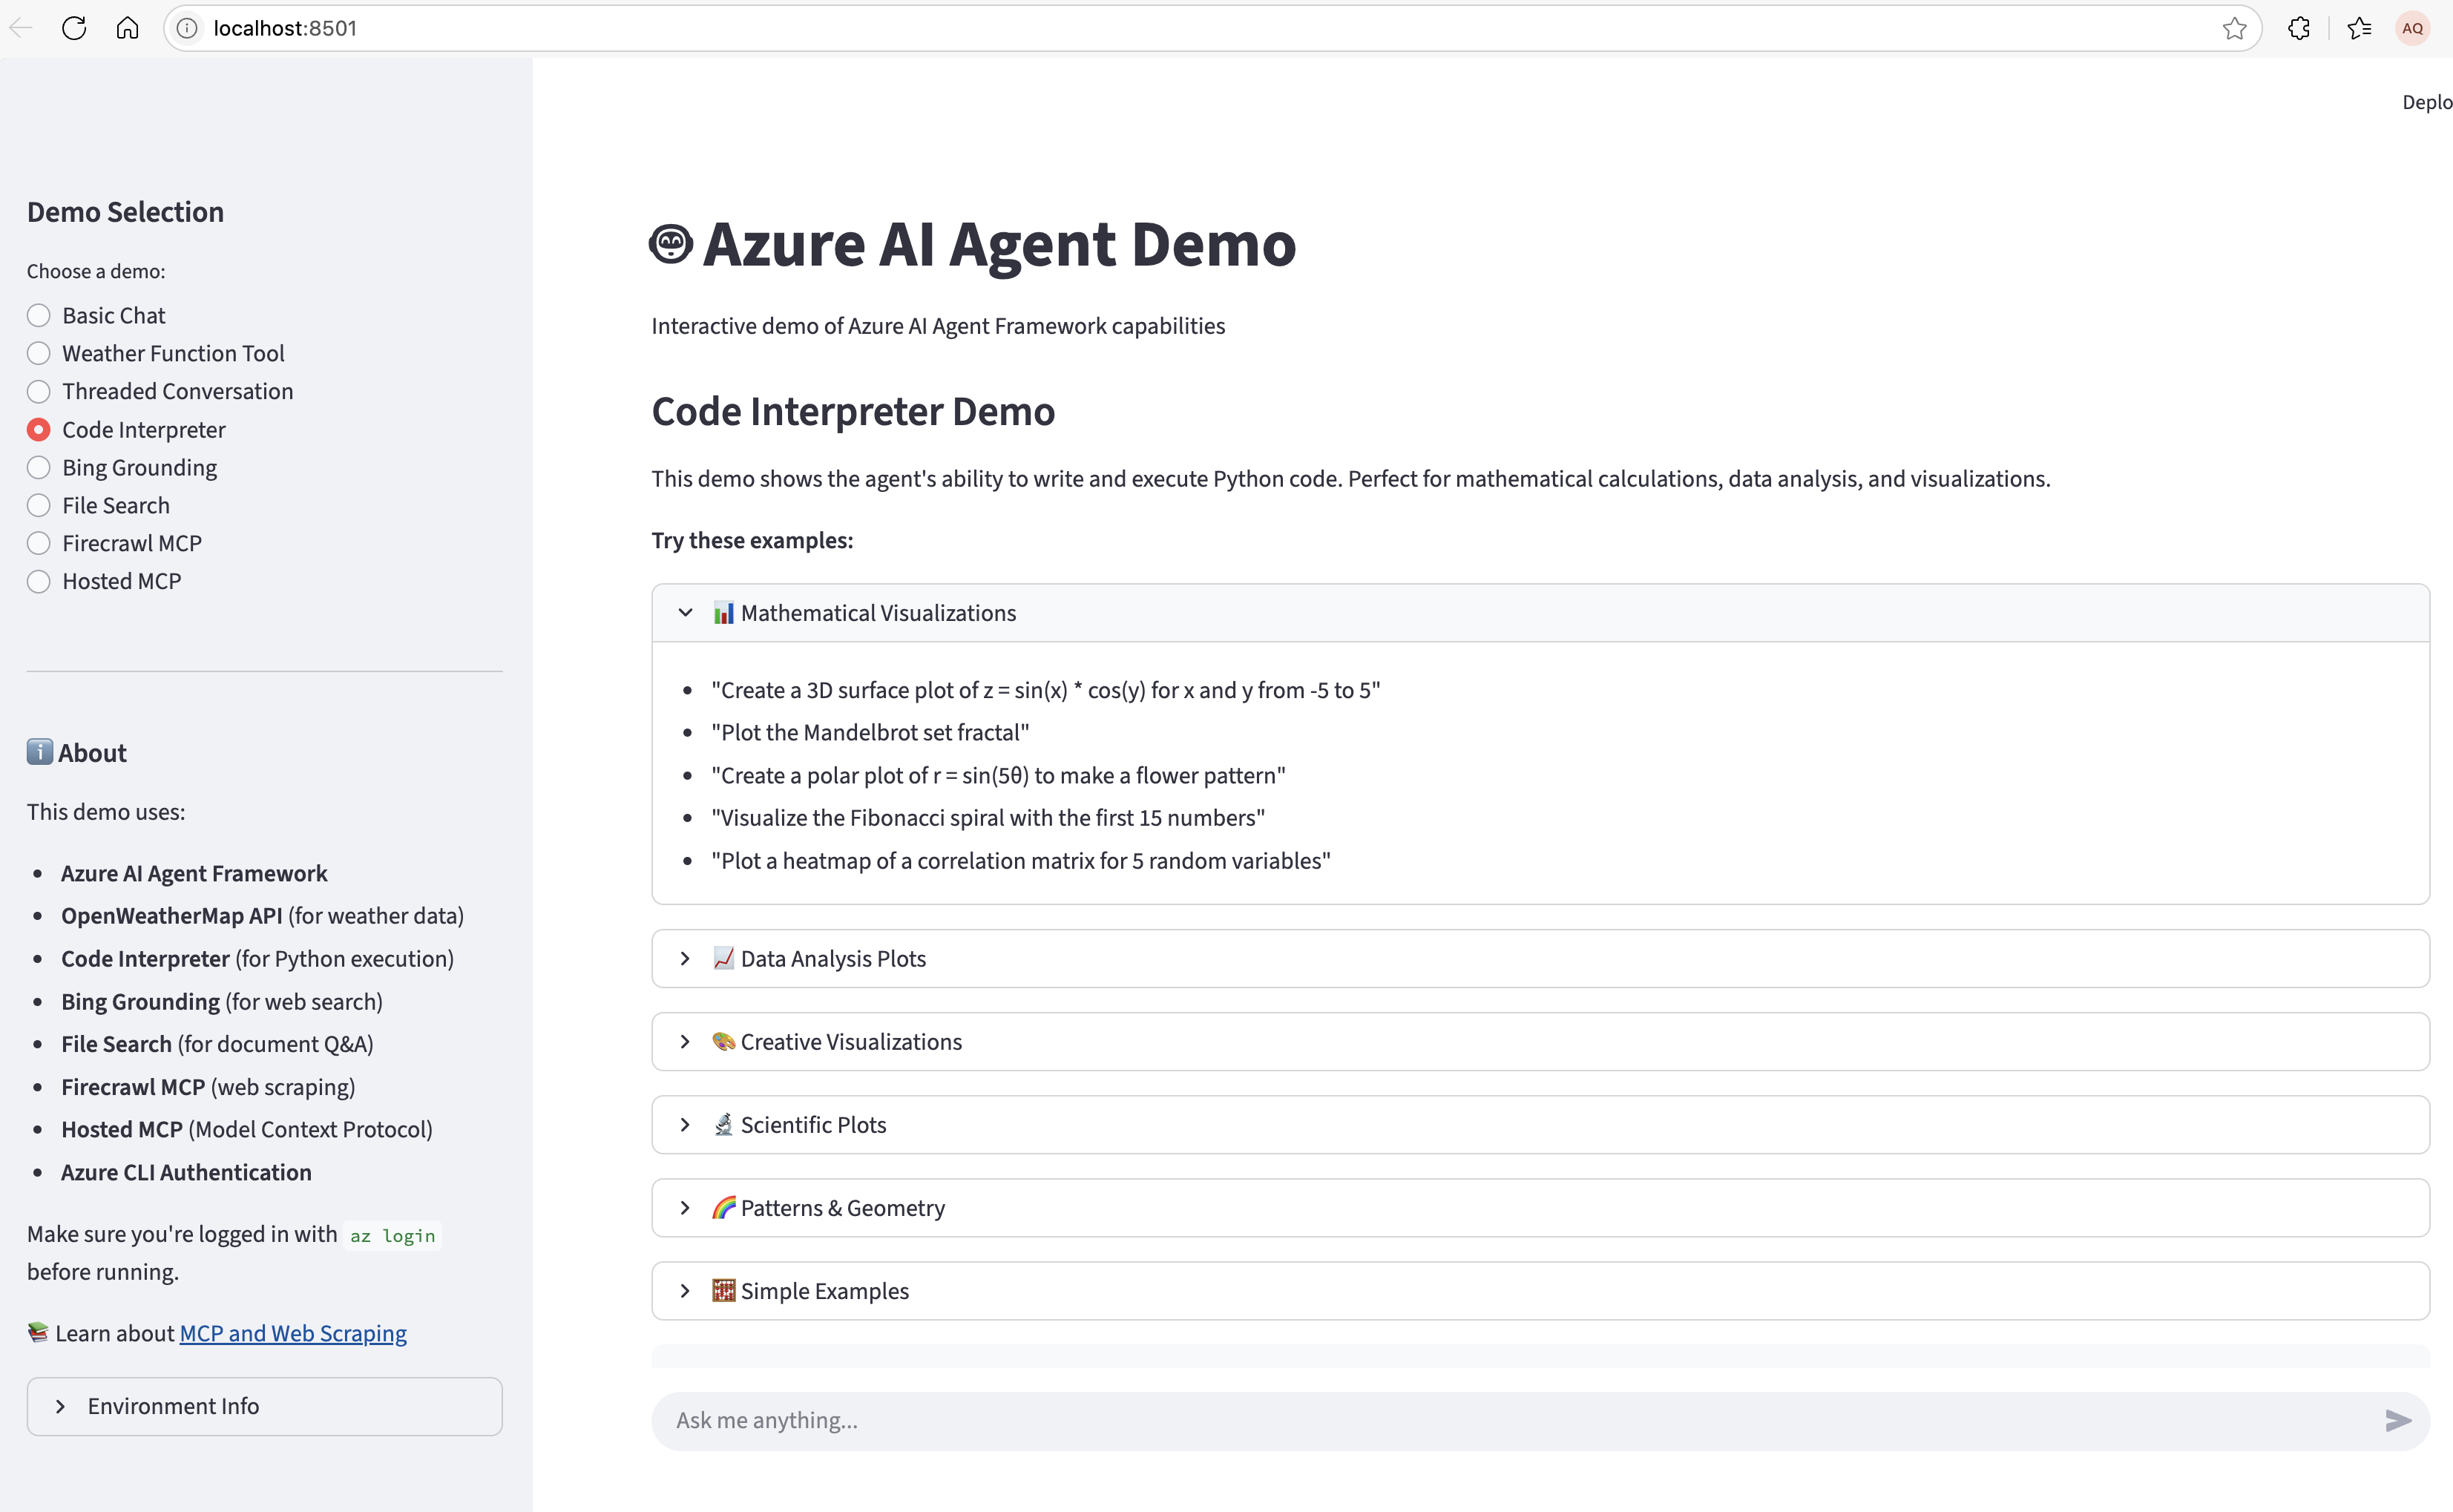 localhost:8501
AQ
Deplo
Demo Selection
Choose a demo:
Basic Chat
Weather Function Tool
Threaded Conversation
Code Interpreter
Bing Grounding
File Search
Firecrawl MCP
Hosted MCP
About
This demo uses:
Azure AI Agent Framework
OpenWeatherMap API (for weather data)
Code Interpreter (for Python execution)
Bing Grounding (for web search)
File Search (for document Q&A)
Firecrawl MCP (web scraping)
Hosted MCP (Model Context Protocol)
Azure CLI Authentication
Make sure you're logged in with az login
before running.
Learn about MCP and Web Scraping
Environment Info
Azure AI Agent Demo
Interactive demo of Azure AI Agent Framework capabilities
Code Interpreter Demo
This demo shows the agent's ability to write and execute Python code. Perfect for mathematical calculations, data analysis, and visualizations.
Try these examples:
Mathematical Visualizations
"Create a 3D surface plot of z = sin(x) * cos(y) for x and y from -5 to 5"
"Plot the Mandelbrot set fractal"
"Create a polar plot of r = sin(5θ) to make a flower pattern"
"Visualize the Fibonacci spiral with the first 15 numbers"
"Plot a heatmap of a correlation matrix for 5 random variables"
Data Analysis Plots
Creative Visualizations
Scientific Plots
Patterns & Geometry
Simple Examples
Ask me anything...